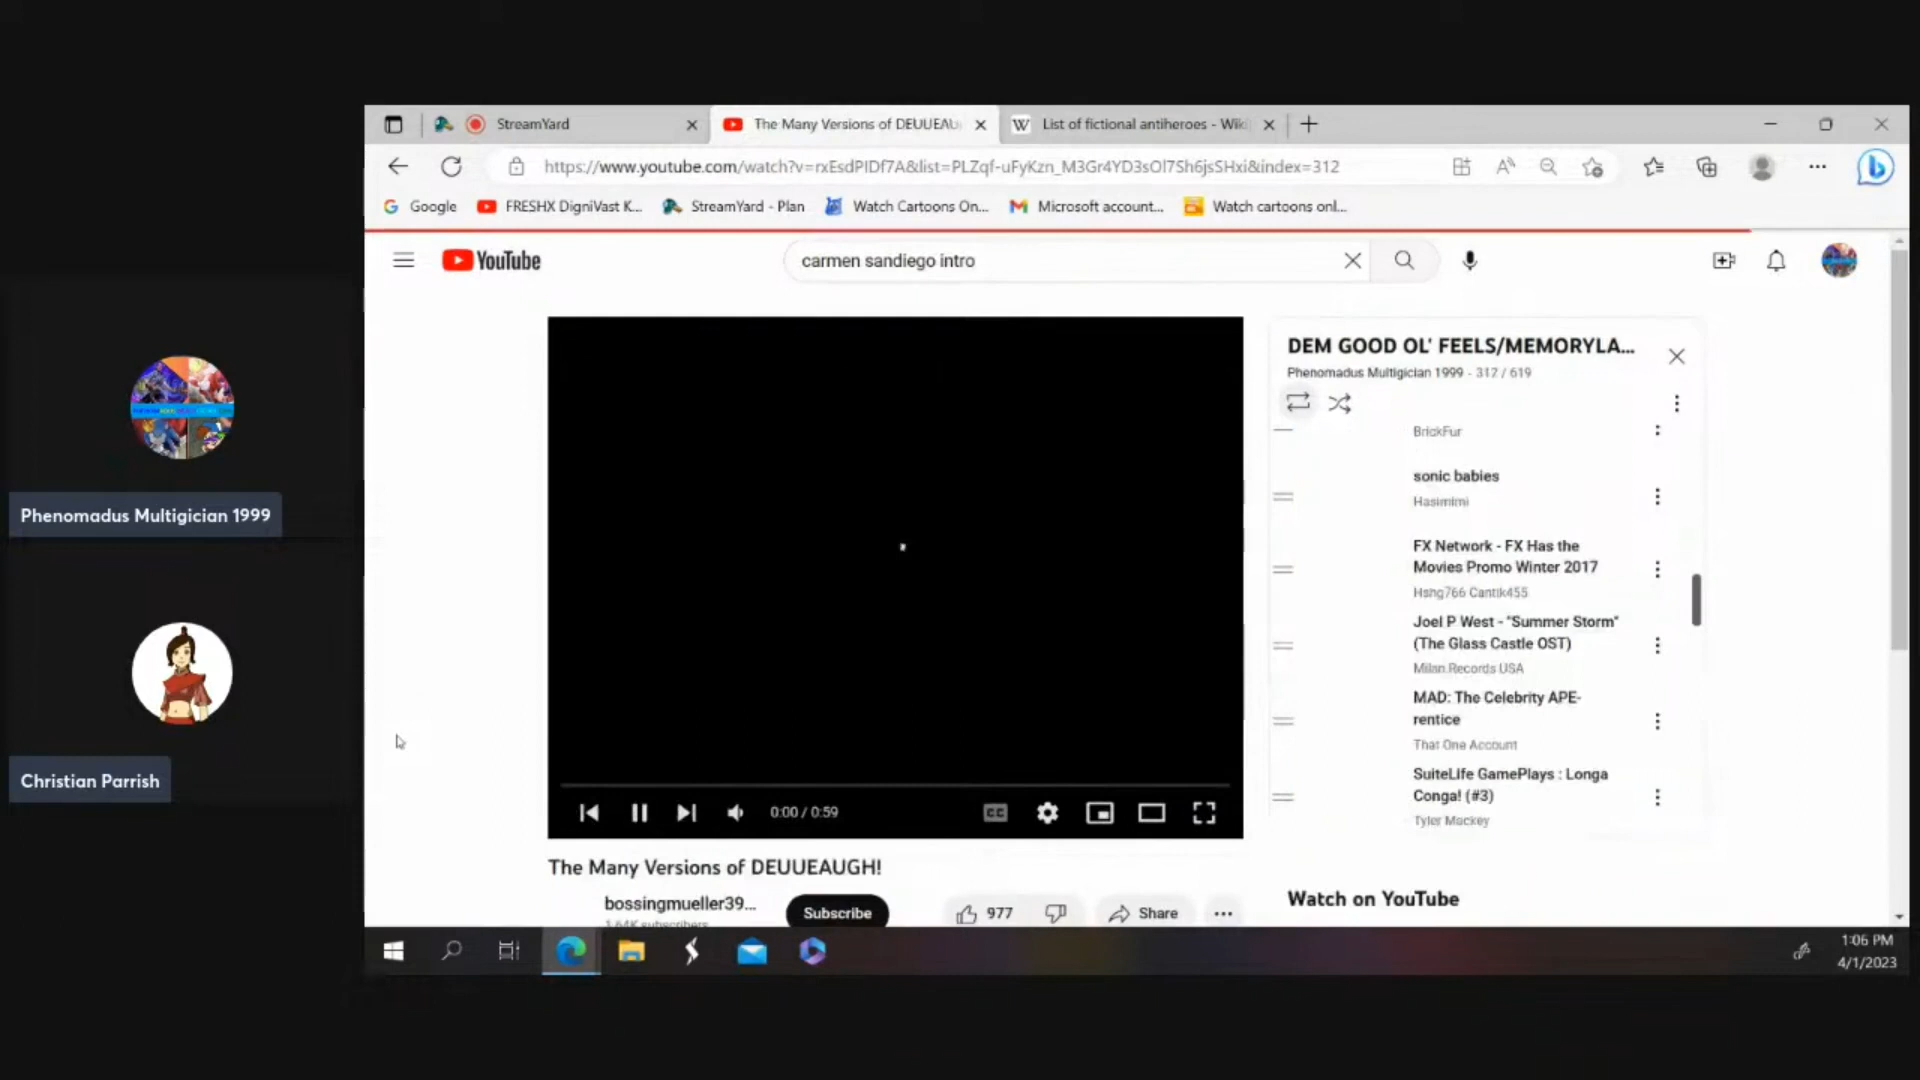 StreamYard
The Many Versions of DEUUEAU
List of fictional antiheroes - Wiki
https://www.youtube.com/watch?v=rxEsdPIDf7A&list=PLZqf-uFyKzn_M3Gr4YD3sOl7Sh6jsSHxi&index=312
Google
FRESHX DigniVast K...
StreamYard - Plan
Watch Cartoons On...
Microsoft account...
Watch cartoons onl...
YouTube
carmen sandiego intro
DEM GOOD OL' FEELS/MEMORYLA...
Phenomadus Multigician 1999 - 312 / 619
BrickFur
sonic babies
Hasimimi
FX Network - FX Has the
Movies Promo Winter 2017
Hshg766 Cantik455
Joel P West - "Summer Storm"
(The Glass Castle OST)
Milan Records USA
MAD: The Celebrity APE-
rentice
That One Account
SuiteLife GamePlays : Longa
Conga! (#3)
Tyler Mackey
Phenomadus Multigician 1999
Christian Parrish
0:00 / 0:59
CC
The Many Versions of DEUUEAUGH!
bossingmueller39...
1.64K subscribers
Subscribe
977
Share
Watch on YouTube
1:06 PM
4/1/2023